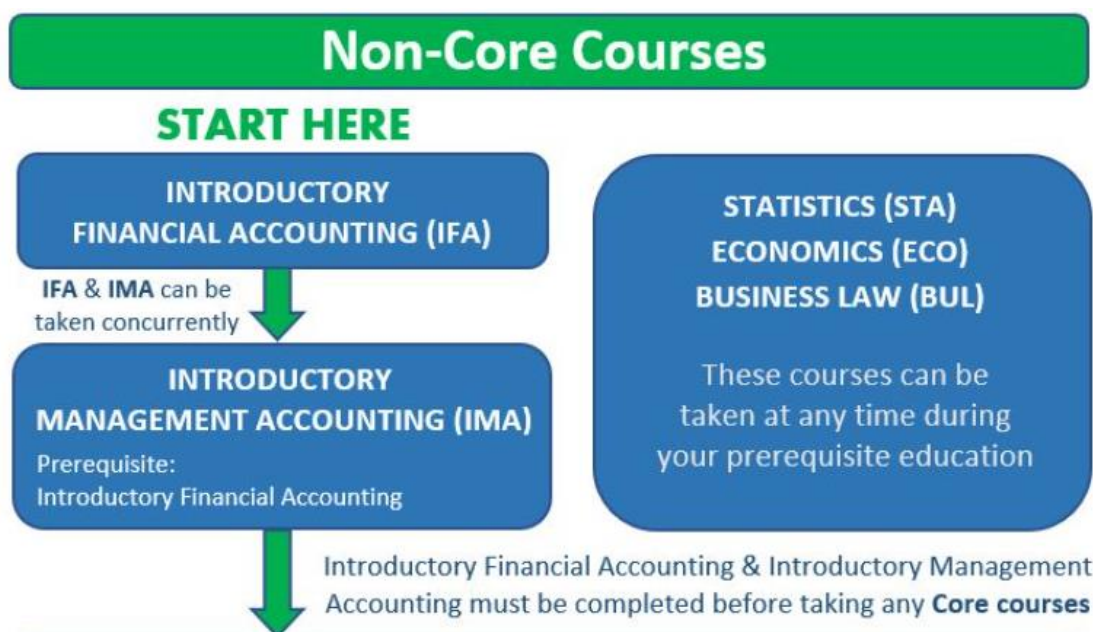 Non-Core Courses
START HERE
INTRODUCTORY
FINANCIAL ACCOUNTING (IFA)
IFA & IMA can be
taken concurrently
INTRODUCTORY
MANAGEMENT ACCOUNTING (IMA)
Prerequisite:
Introductory Financial Accounting
STATISTICS (STA)
ECONOMICS (ECO)
BUSINESS LAW (BUL)
These courses can be
taken at any time during
your prerequisite education
Introductory Financial Accounting & Introductory Management
Accounting must be completed before taking any Core courses